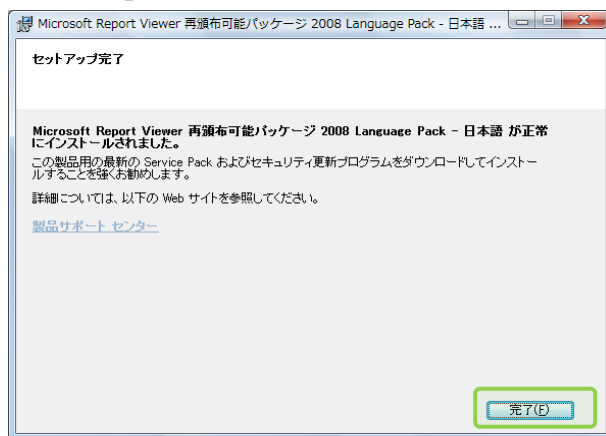 Microsoft Report Viewer 再頒布可能パッケージ 2008 Language Pack - 日本語 ...
セットアップ完了
Microsoft Report Viewer 再頒布可能パッケージ 2008 Language Pack - 日本語 が正常
にインストールされました。
この製品用の最新の Service Pack およびセキュリティ更新プログラムをダウンロードしてインストー
ルすることを強くお勧めします。
詳細については、以下の Web サイトを参照してください。
製品サポート センター
完了(F)